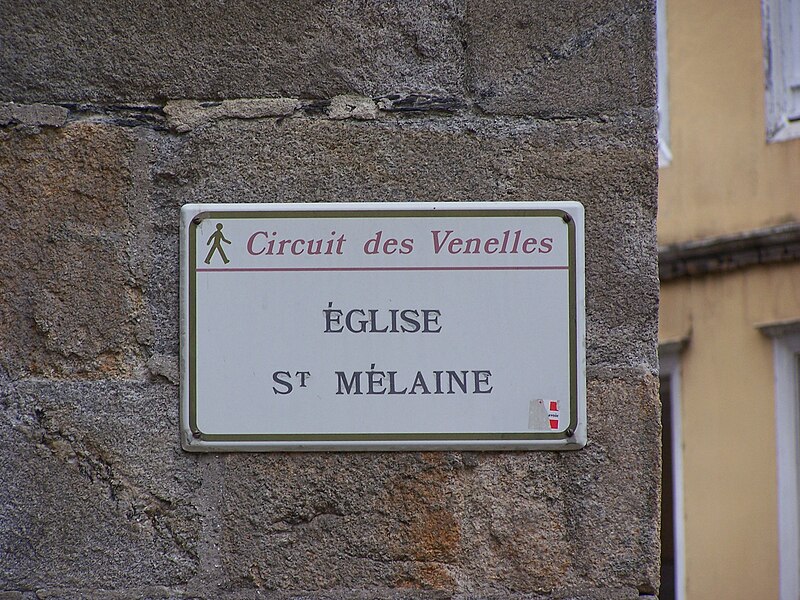 Circuit des Venelles
ÉGLISE
Sᵀ MÉLAINE